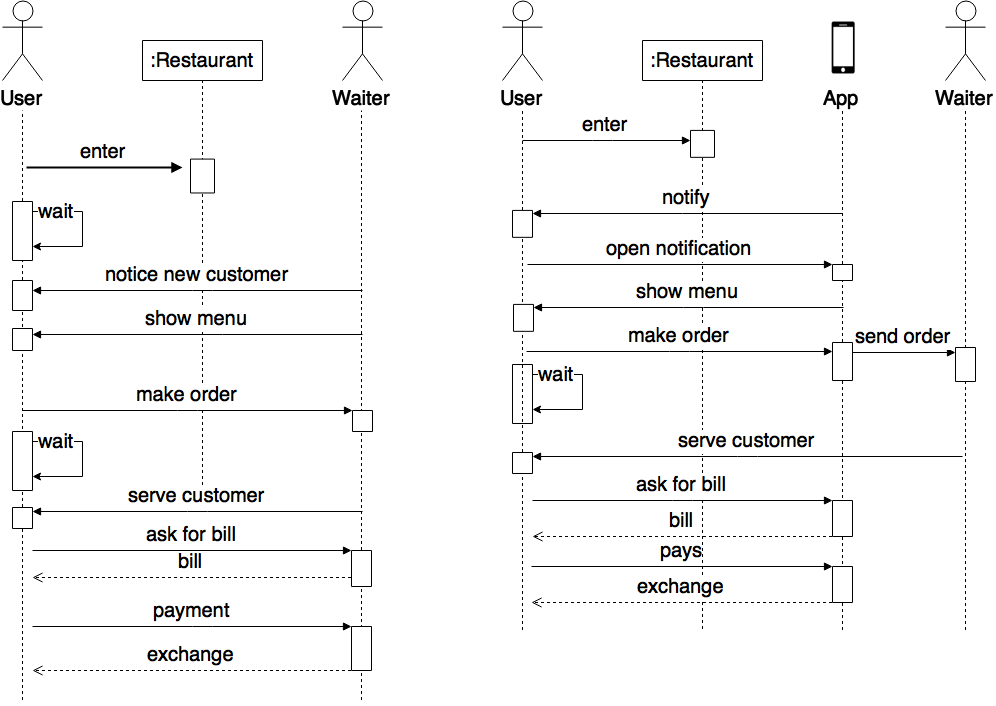 :Restaurant
User
Waiter
enter
wait
notice new customer
show menu
make order
wait
serve customer
ask for bill
bill
payment
exchange
:Restaurant
User
App
Waiter
enter
notify
open notification
show menu
make order
send order
wait
serve customer
ask for bill
bill
pays
exchange